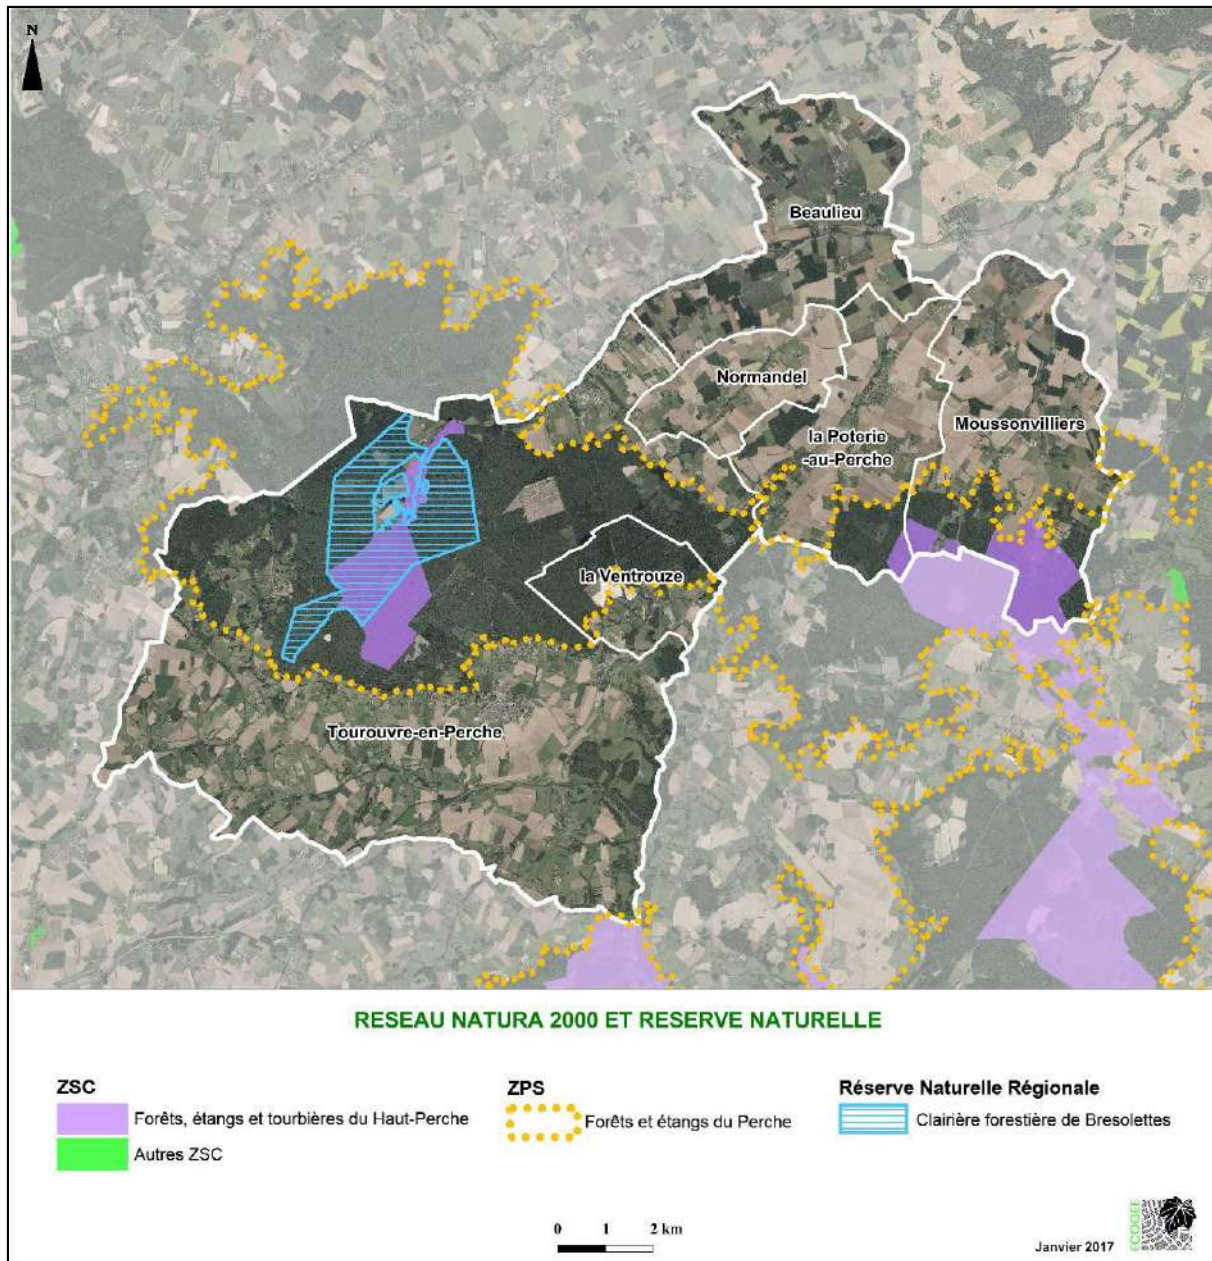 N
Beaulieu
Normandel
la Poterie
-au-Perche
Moussonvilliers
la Ventrouze
Tourouvre-en-Perche
RESEAU NATURA 2000 ET RESERVE NATURELLE
ZSC
Forêts, étangs et tourbières du Haut-Perche
Autres ZSC
ZPS
Forêts et étangs du Perche
Réserve Naturelle Régionale
Clairière forestière de Bresolettes
0 1 2 km
Janvier 2017
ECOGEE